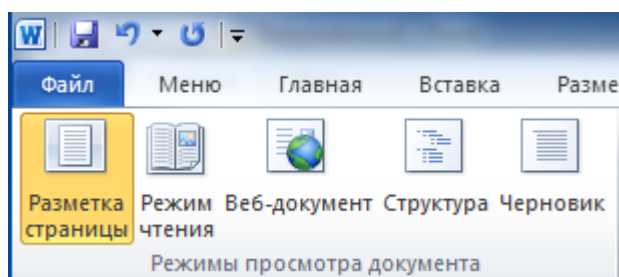 W
Файл Меню Главная Вставка Разме
Разметка страницы Режим чтения Веб-документ Структура Черновик
Режимы просмотра документа